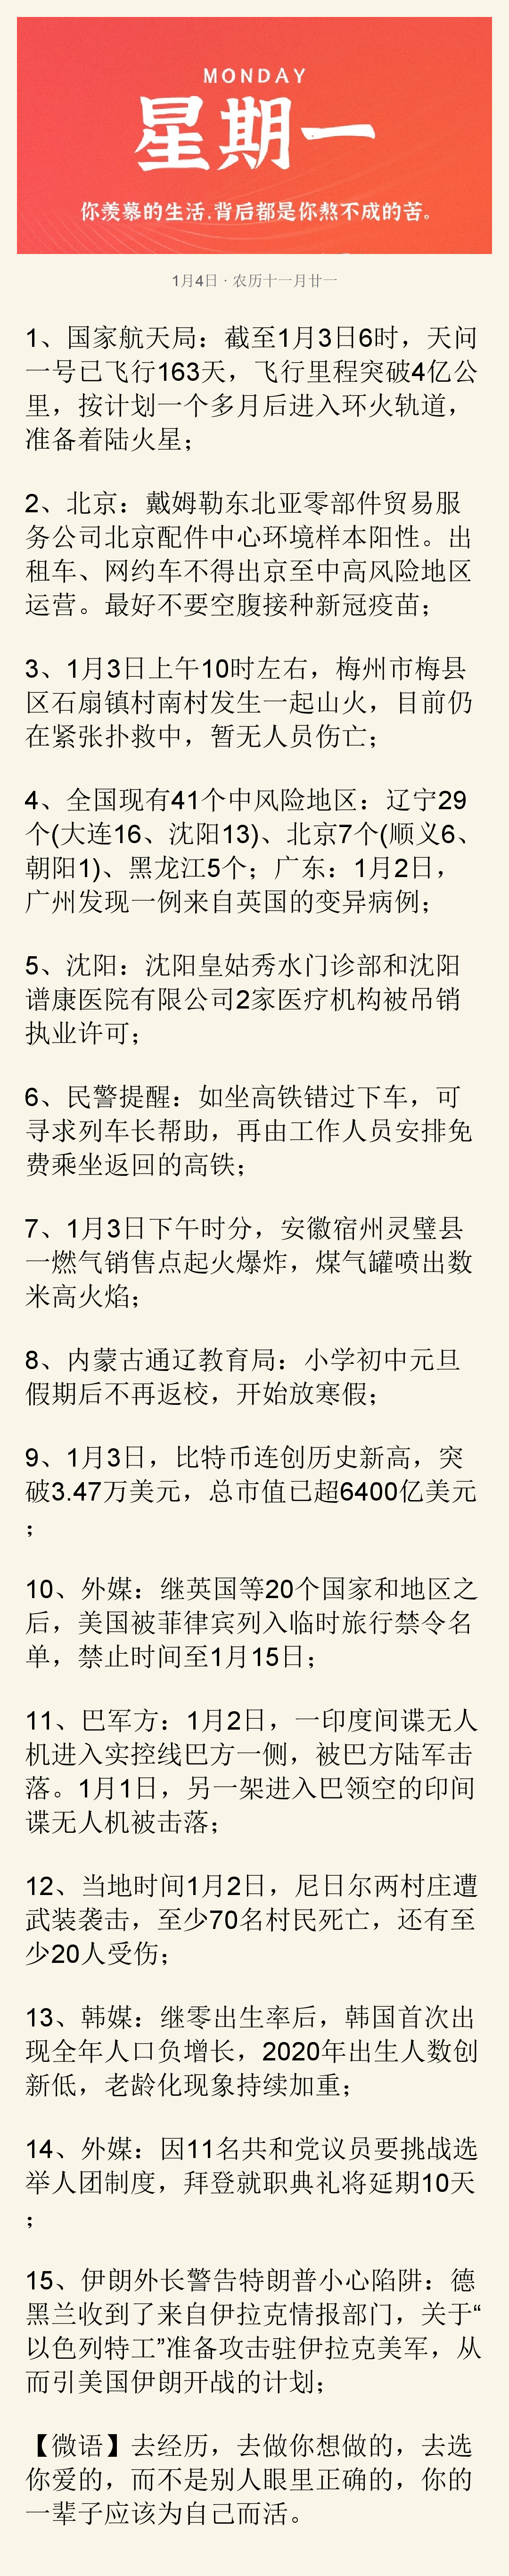 MONDAY
星期一
你羡慕的生活,背后都是你熬不成的苦。
1月4日 · 农历十一月廿一
1、国家航天局：截至1月3日6时，天问
一号已飞行163天，飞行里程突破4亿公
里，按计划一个多月后进入环火轨道，
准备着陆火星；
2、北京：戴姆勒东北亚零部件贸易服
务公司北京配件中心环境样本阳性。出
租车、网约车不得出京至中高风险地区
运营。最好不要空腹接种新冠疫苗；
3、1月3日上午10时左右，梅州市梅县
区石扇镇村南村发生一起山火，目前仍
在紧张扑救中，暂无人员伤亡；
4、全国现有41个中风险地区：辽宁29
个(大连16、沈阳13)、北京7个(顺义6、
朝阳1)、黑龙江5个；广东：1月2日，
广州发现一例来自英国的变异病例；
5、沈阳：沈阳皇姑秀水门诊部和沈阳
谱康医院有限公司2家医疗机构被吊销
执业许可；
6、民警提醒：如坐高铁错过下车，可
寻求列车长帮助，再由工作人员安排免
费乘坐返回的高铁；
7、1月3日下午时分，安徽宿州灵璧县
一燃气销售点起火爆炸，煤气罐喷出数
米高火焰；
8、内蒙古通辽教育局：小学初中元旦
假期后不再返校，开始放寒假；
9、1月3日，比特币连创历史新高，突
破3.47万美元，总市值已超6400亿美元
；
10、外媒：继英国等20个国家和地区之
后，美国被菲律宾列入临时旅行禁令名
单，禁止时间至1月15日；
11、巴军方：1月2日，一印度间谍无人
机进入实控线巴方一侧，被巴方陆军击
落。1月1日，另一架进入巴领空的印间
谍无人机被击落；
12、当地时间1月2日，尼日尔两村庄遭
武装袭击，至少70名村民死亡，还有至
少20人受伤；
13、韩媒：继零出生率后，韩国首次出
现全年人口负增长，2020年出生人数创
新低，老龄化现象持续加重；
14、外媒：因11名共和党议员要挑战选
举人团制度，拜登就职典礼将延期10天
；
15、伊朗外长警告特朗普小心陷阱：德
黑兰收到了来自伊拉克情报部门，关于“
以色列特工”准备攻击驻伊拉克美军，从
而引美国伊朗开战的计划；
【微语】去经历，去做你想做的，去选
你爱的，而不是别人眼里正确的，你的
一辈子应该为自己而活。